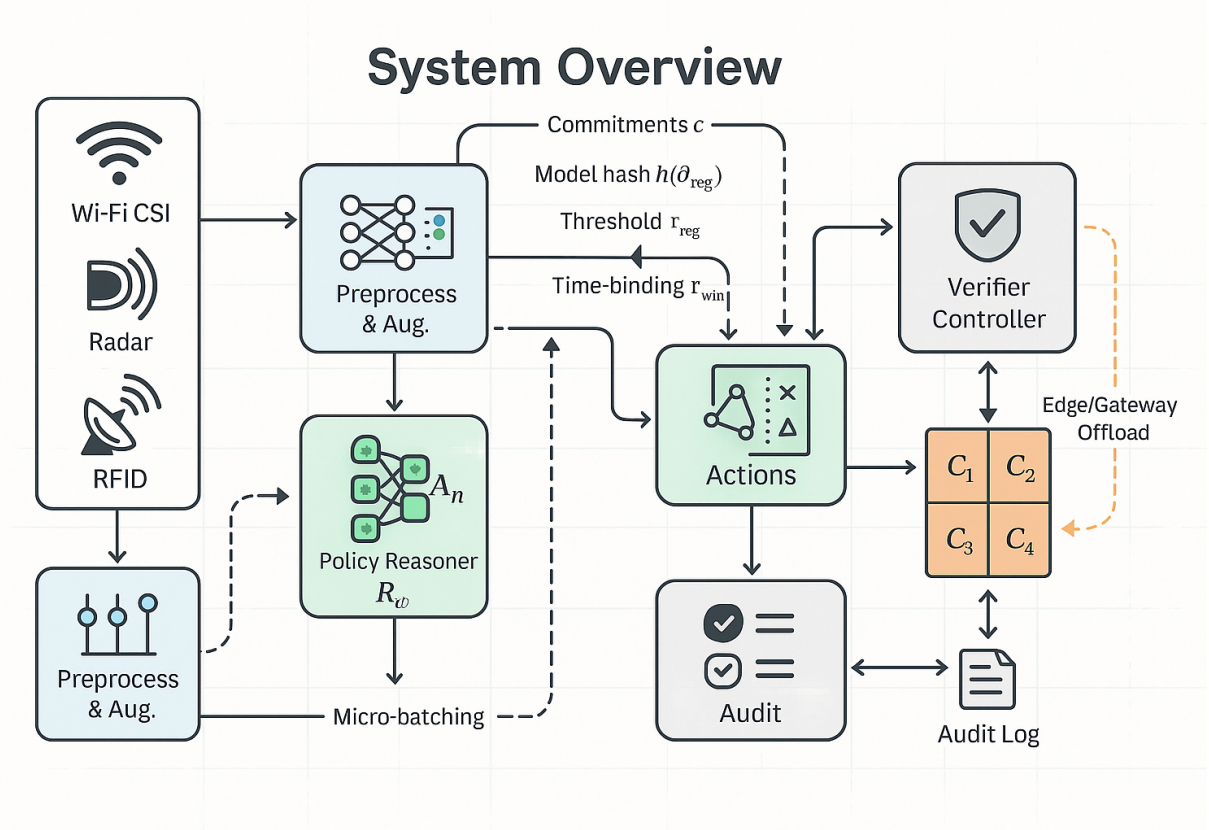 System Overview
Wi-Fi CSI
Radar
RFID
Preprocess
& Aug.
Preprocess
& Aug.
Policy Reasoner
Aₙ
Micro-batching
Commitments c
Model hash h(∂reg)
Threshold rreg
Time-binding rwin
Actions
Audit
Verifier
Controller
Edge/Gateway
Offload
C₁ C₂
C₃ C₄
Audit Log